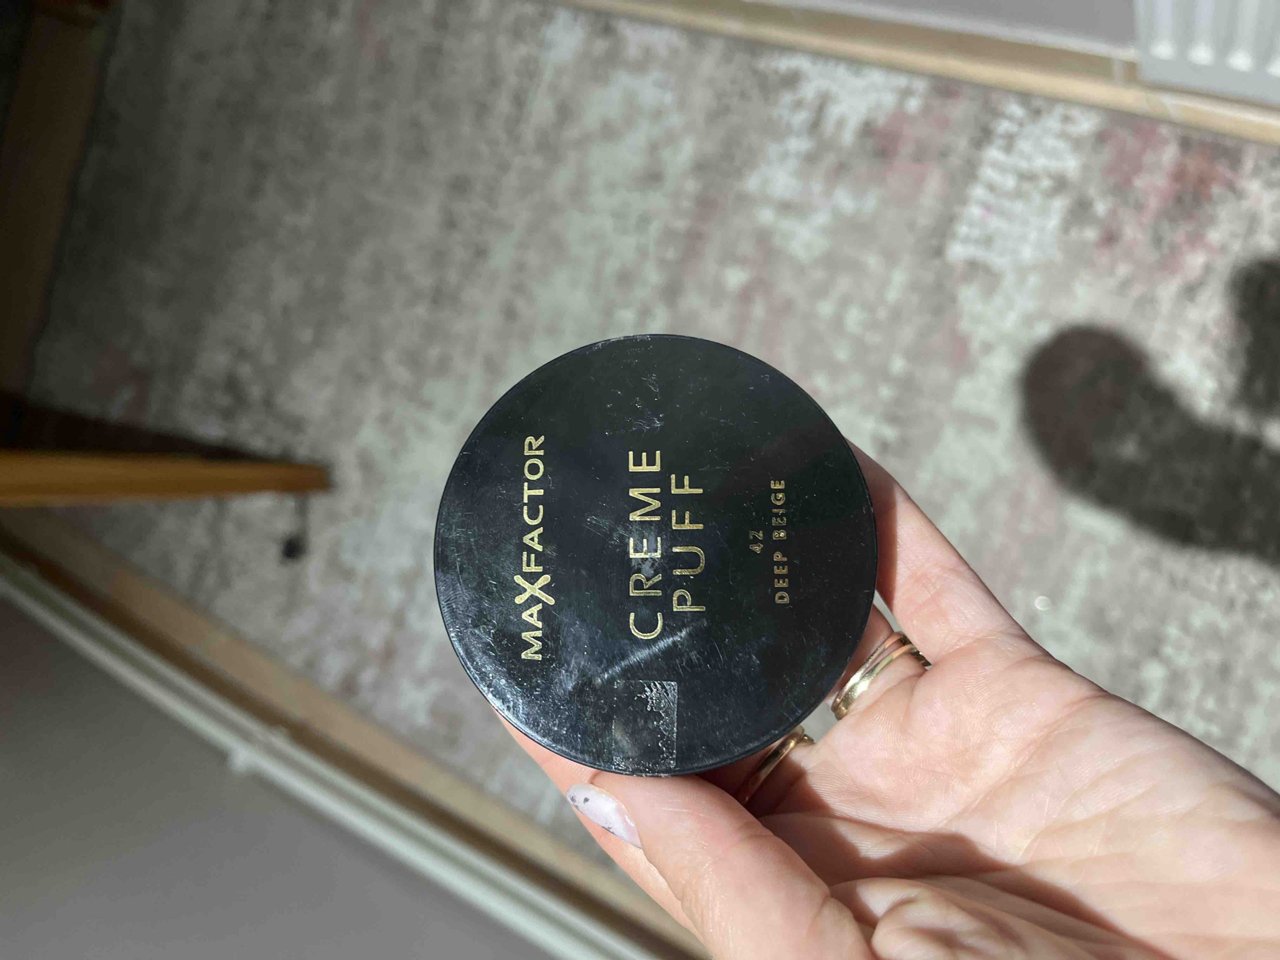 MAXFACTOR
CREME
PUFF
42
DEEP BEIGE